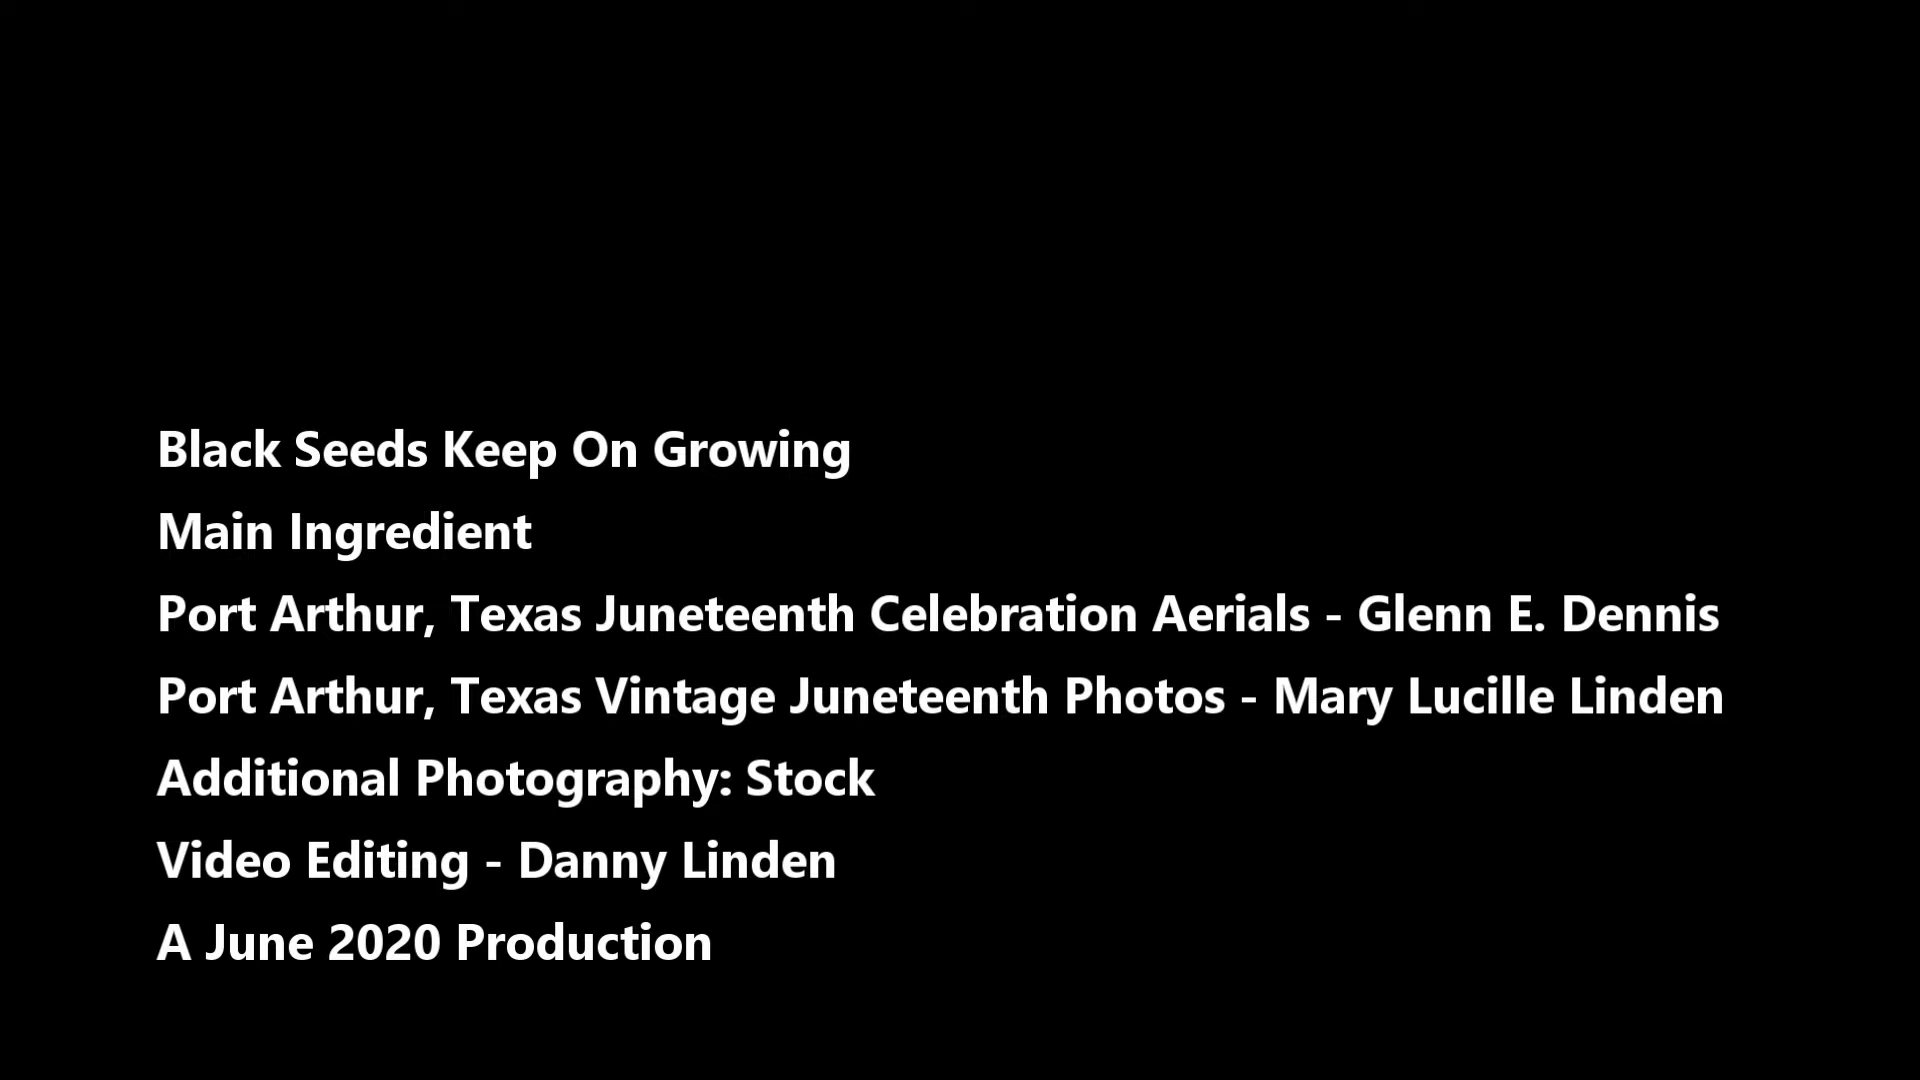 Black Seeds Keep On Growing
Main Ingredient
Port Arthur, Texas Juneteenth Celebration Aerials - Glenn E. Dennis
Port Arthur, Texas Vintage Juneteenth Photos - Mary Lucille Linden
Additional Photography: Stock
Video Editing - Danny Linden
A June 2020 Production